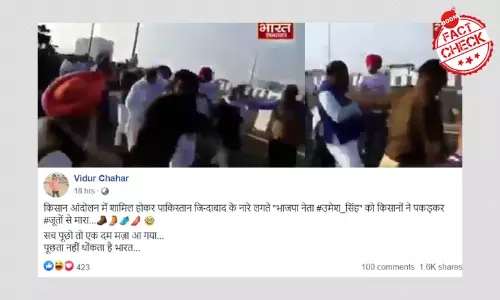 भारत
समाचार
BOOM
FACT
CHECK
Vidur Chahar
18 hrs ·
किसान आंदोलन में शामिल होकर पाकिस्तान जिन्दाबाद के नारे लगते "भाजपा नेता #उमेश_सिंह" को किसानों ने पकड़कर
#जूतों से मारा...🥾👢👠👡🤣
सच पूछो तो एक दम मज़ा आ गया...
पूछता नहीं ठोंकता है भारत...
423
100 comments 1.6K shares